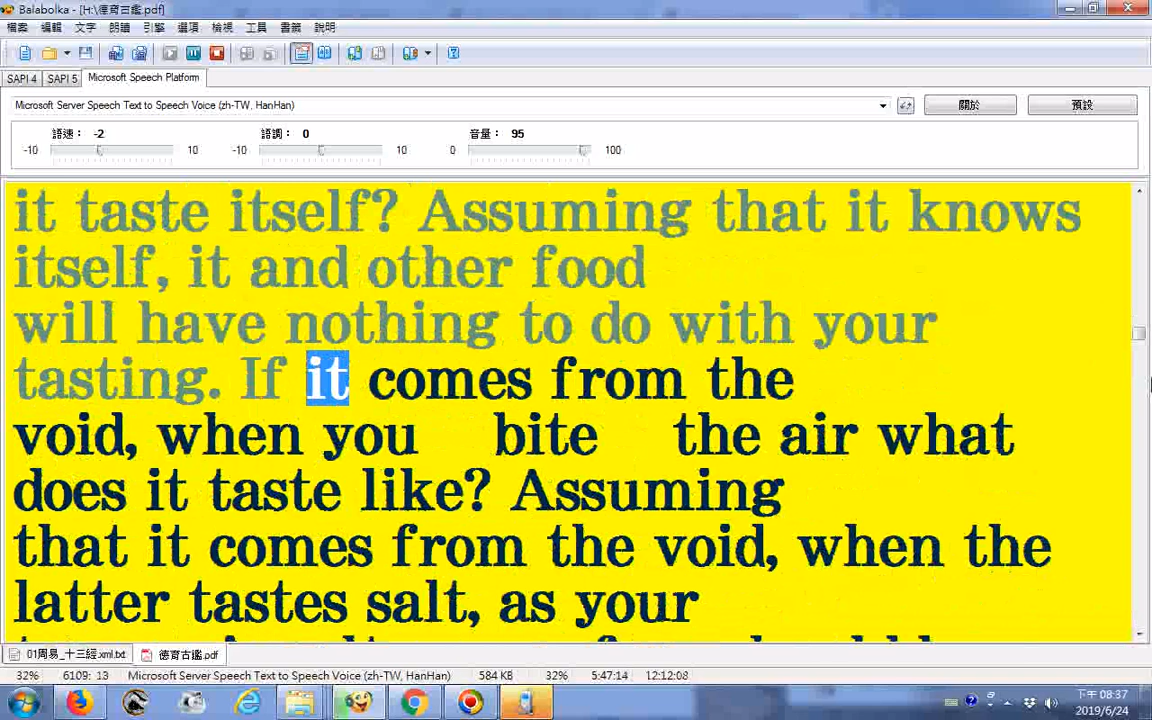 Balabolka - [H:\德育古鑑.pdf]
檔案 編輯 文字 朗讀 引擎 選項 檢視 工具 書籤 說明
SAPI 4 SAPI 5 Microsoft Speech Platform
Microsoft Server Speech Text to Speech Voice (zh-TW, HanHan) 關於 預設
語速： -2 語調： 0 音量： 95
-10 10 -10 10 0 100
it taste itself? Assuming that it knows
itself, it and other food
will have nothing to do with your
tasting. If it comes from the
void, when you bite the air what
does it taste like? Assuming
that it comes from the void, when the
latter tastes salt, as your
01周易_十三經.xml.txt 德育古鑑.pdf
32% 6109: 13 Microsoft Server Speech Text to Speech Voice (zh-TW, HanHan) 584 KB 32% 5:47:14 12:12:08
下午 08:37
2019/6/24